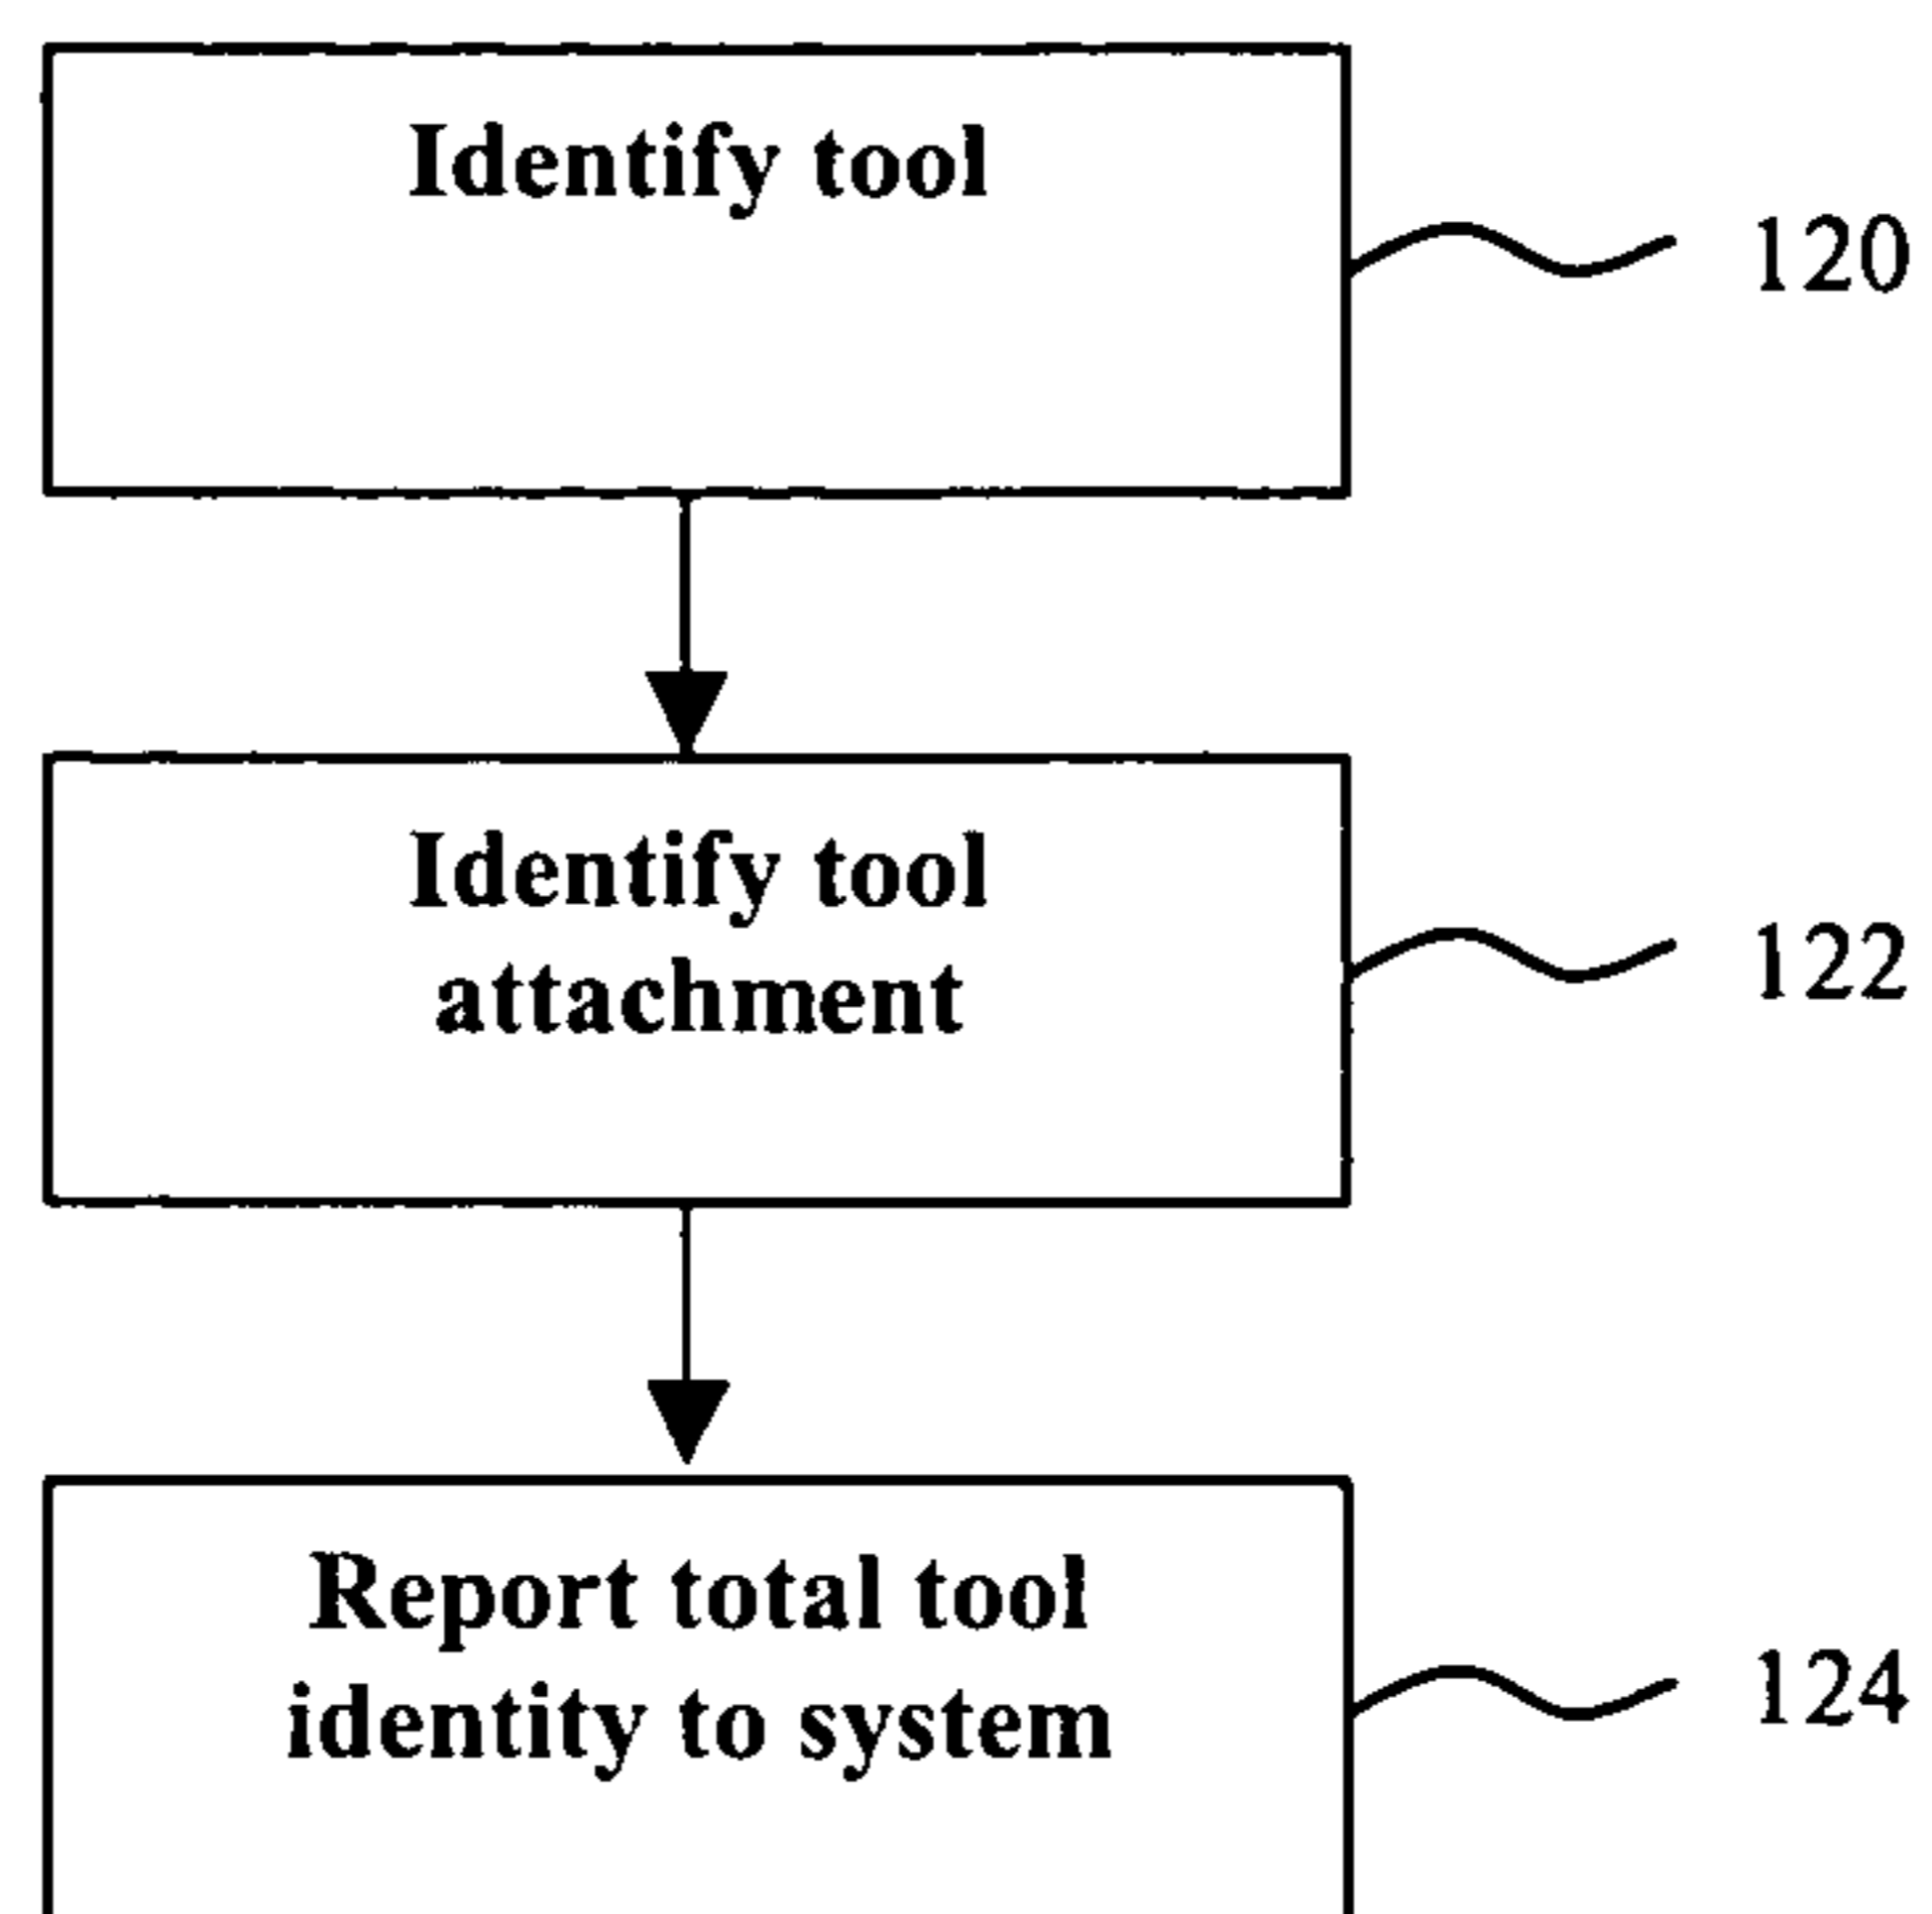 Identify tool
120
Identify tool
attachment
122
Report total tool
identity to system
124